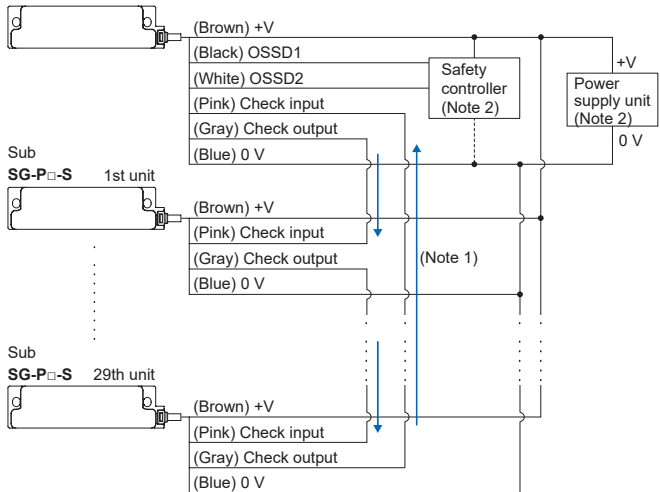 (Brown) +V
(Black) OSSD1
(White) OSSD2
(Pink) Check input
(Gray) Check output
(Blue) 0 V
Safety
controller
(Note 2)
+V
Power
supply unit
(Note 2)
0 V
Sub
SG-P□-S 1st unit
(Brown) +V
(Pink) Check input
(Gray) Check output
(Blue) 0 V
(Note 1)
Sub
SG-P□-S 29th unit
(Brown) +V
(Pink) Check input
(Gray) Check output
(Blue) 0 V